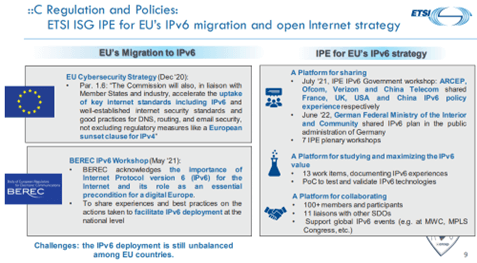 ::C Regulation and Policies:
ETSI ISG IPE for EU's IPv6 migration and open Internet strategy
ETSI
EU's Migration to IPv6
EU Cybersecurity Strategy (Dec '20):
• Par. 1.6: "The Commission will also, in liaison with
Member States and industry, accelerate the uptake
of key internet standards including IPv6 and
well-established internet security standards and
good practices for DNS, routing, and email security,
not excluding regulatory measures like a European
sunset clause for IPv4"
BEREC
BEREC IPv6 Workshop (May '21):
• BEREC acknowledges the importance of
Internet Protocol version 6 (IPv6) for the
Internet and its role as an essential
precondition for a digital Europe.
• To share experiences and best practices on the
actions taken to facilitate IPv6 deployment at the
national level
Challenges: the IPv6 deployment is still unbalanced
among EU countries.
IPE for EU's IPv6 strategy
A Platform for sharing
• July '21, IPE IPv6 Government workshop: ARCEP,
Ofcom, Verizon and China Telecom shared
France, UK, USA and China IPv6 policy
experience respectively
• June '22, German Federal Ministry of the Interior
and Community shared IPv6 plan in the public
administration of Germany
• 7 IPE plenary workshops
A Platform for studying and maximizing the IPv6
value
• 13 work items, documenting IPv6 experiences
• PoC to test and validate IPv6 technologies
A Platform for collaborating
• 100+ members and participants
• 11 liaisons with other SDOs
• Support global IPv6 events (e.g. at MWC, MPLS
Congress, etc.)
9